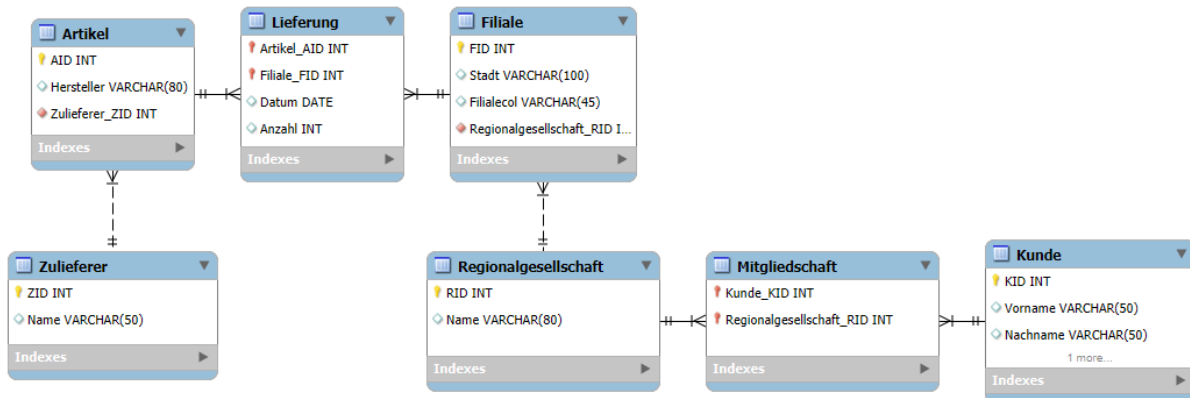 Artikel
AID INT
Hersteller VARCHAR(80)
Zulieferer_ZID INT
Indexes
Lieferung
Artikel_AID INT
Filiale_FID INT
Datum DATE
Anzahl INT
Indexes
Filiale
FID INT
Stadt VARCHAR(100)
Filialecol VARCHAR(45)
Regionalgesellschaft_RID I...
Indexes
Zulieferer
ZID INT
Name VARCHAR(50)
Indexes
Regionalgesellschaft
RID INT
Name VARCHAR(80)
Indexes
Mitgliedschaft
Kunde_KID INT
Regionalgesellschaft_RID INT
Indexes
Kunde
KID INT
Vorname VARCHAR(50)
Nachname VARCHAR(50)
1 more...
Indexes